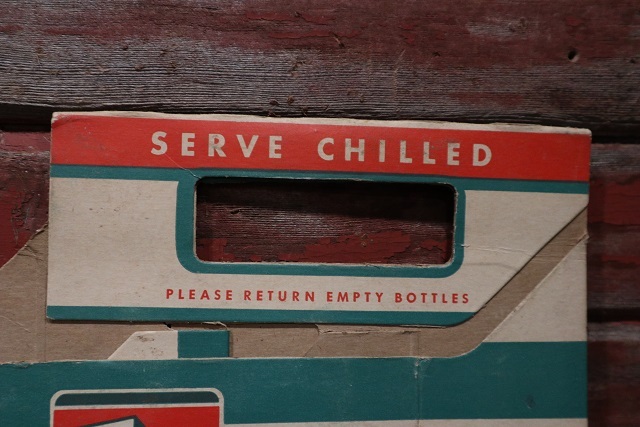 SERVE CHILLED
PLEASE RETURN EMPTY BOTTLES